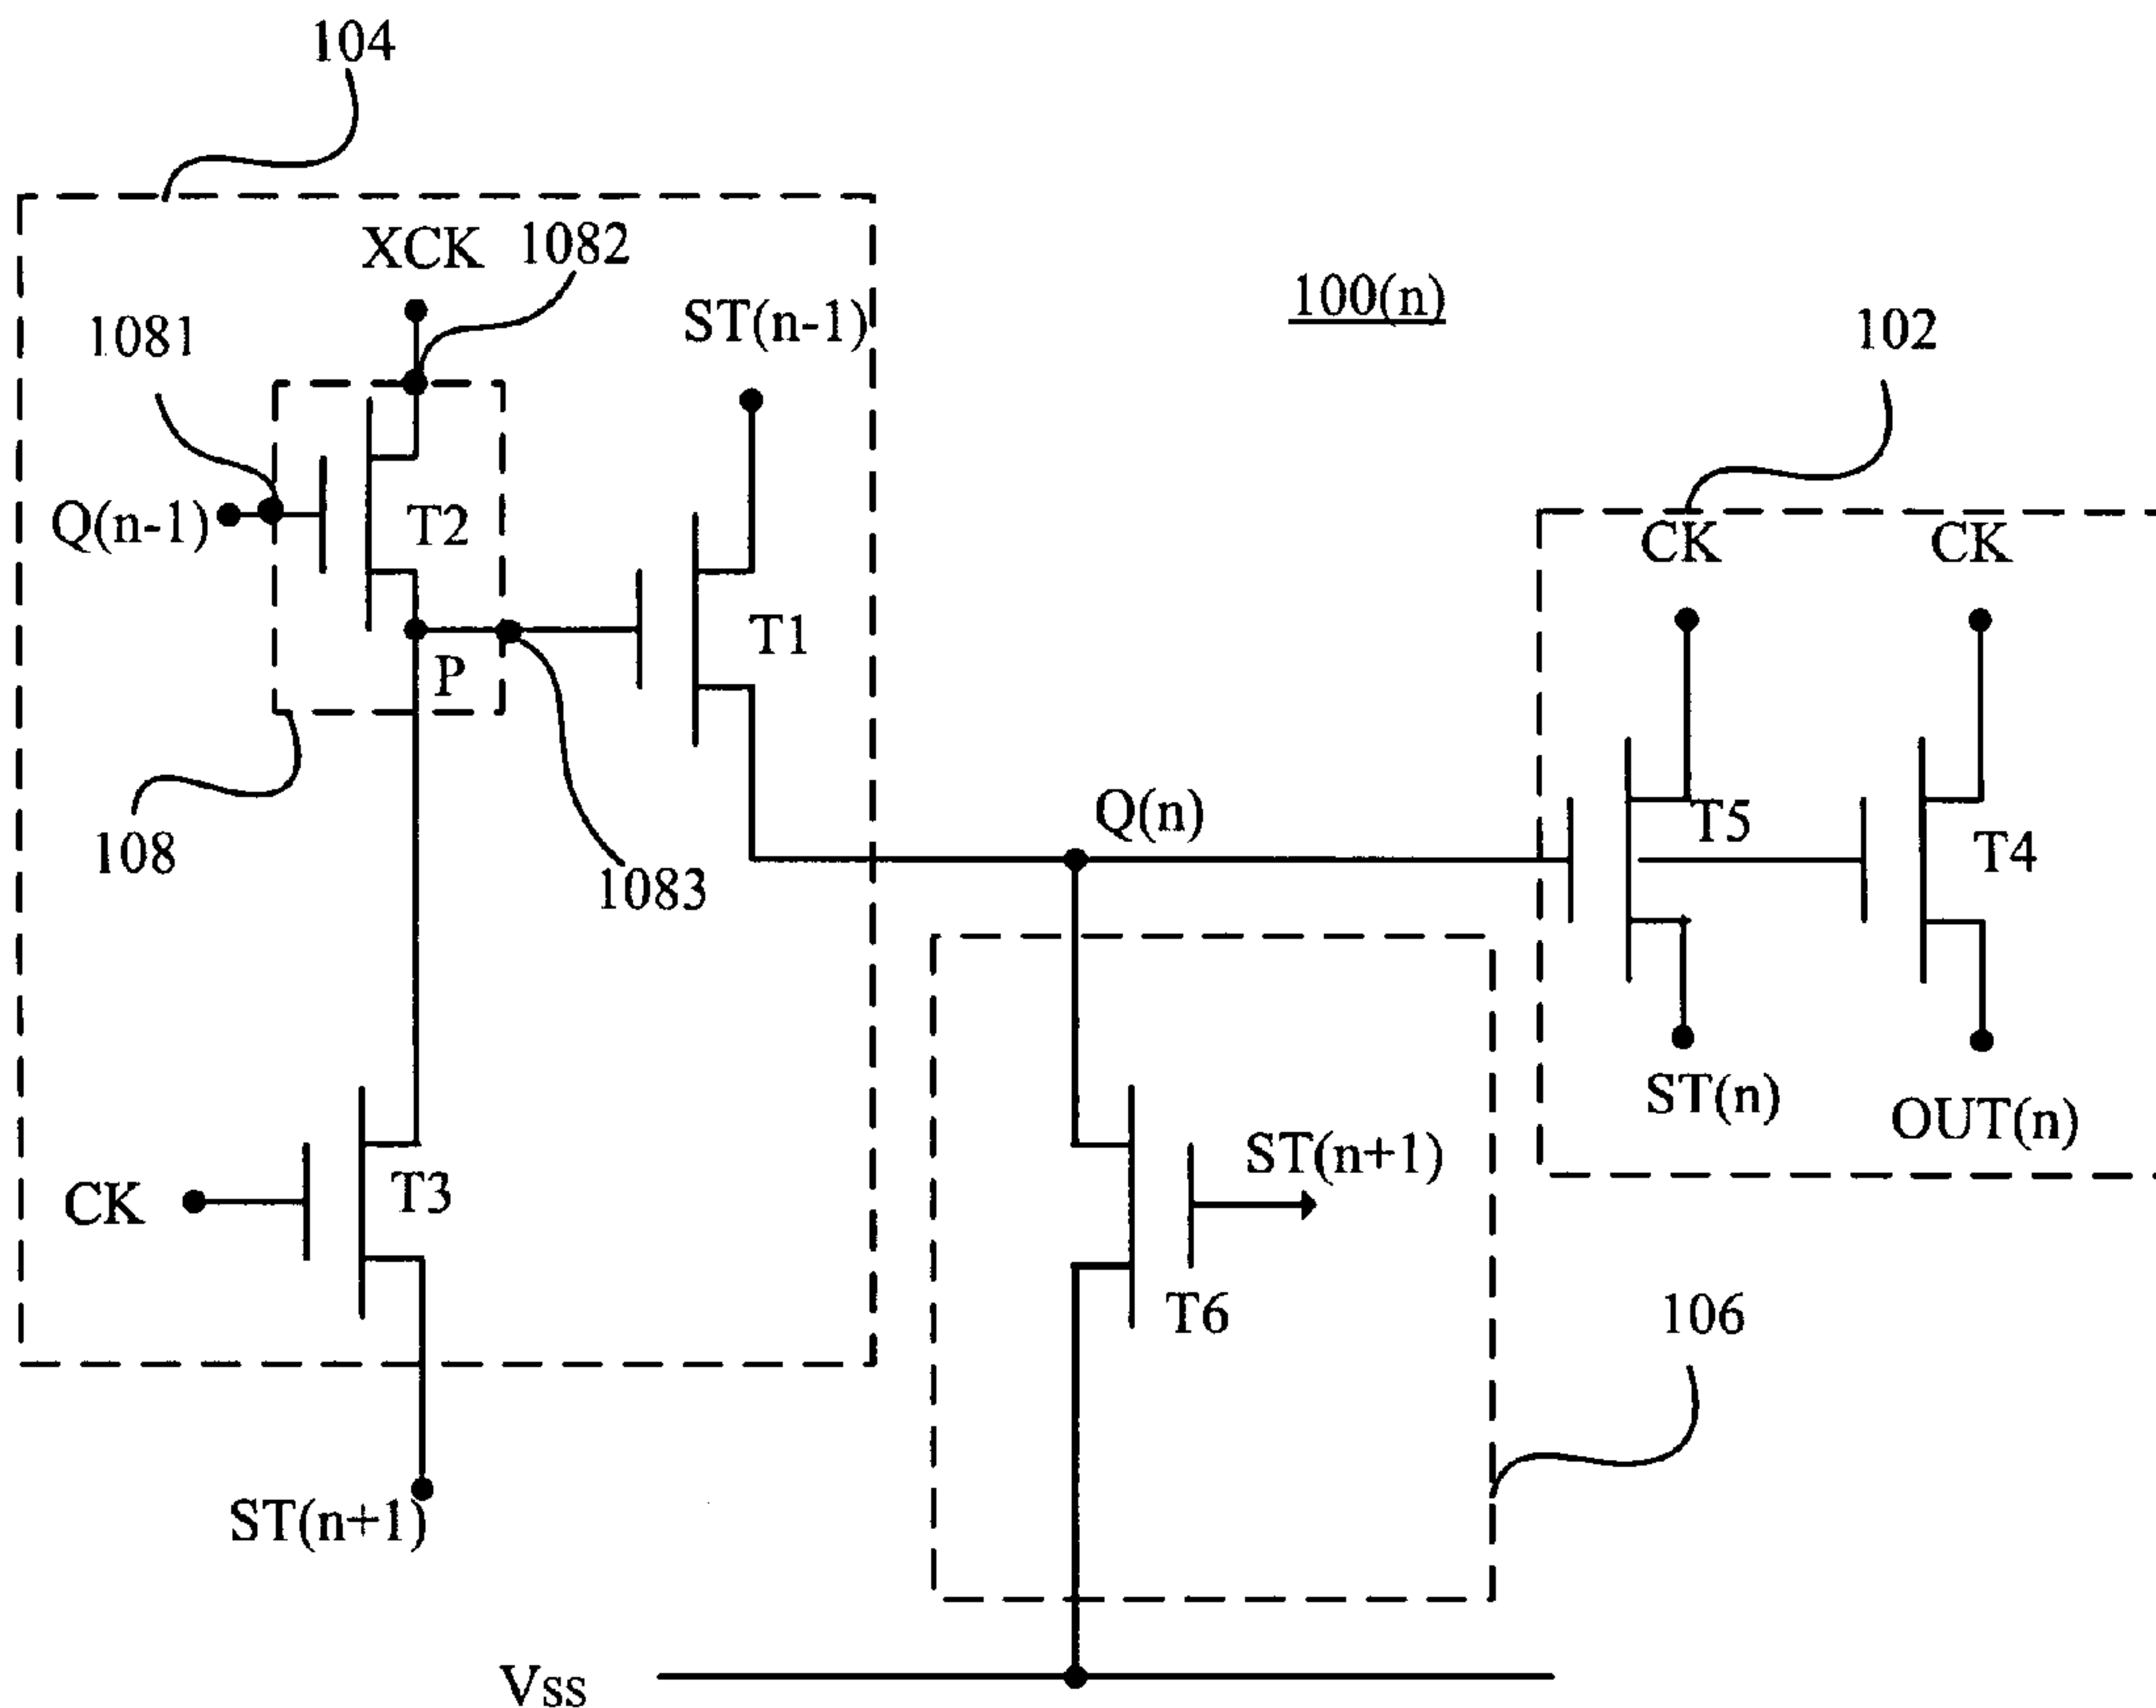 104
XCK
1082
ST(n-1)
100(n)
1081
102
Q(n-1)
T2
CK
CK
T1
P
Q(n)
T5
T4
108
1083
ST(n)
OUT(n)
ST(n+1)
CK
T3
T6
106
ST(n+1)
Vss